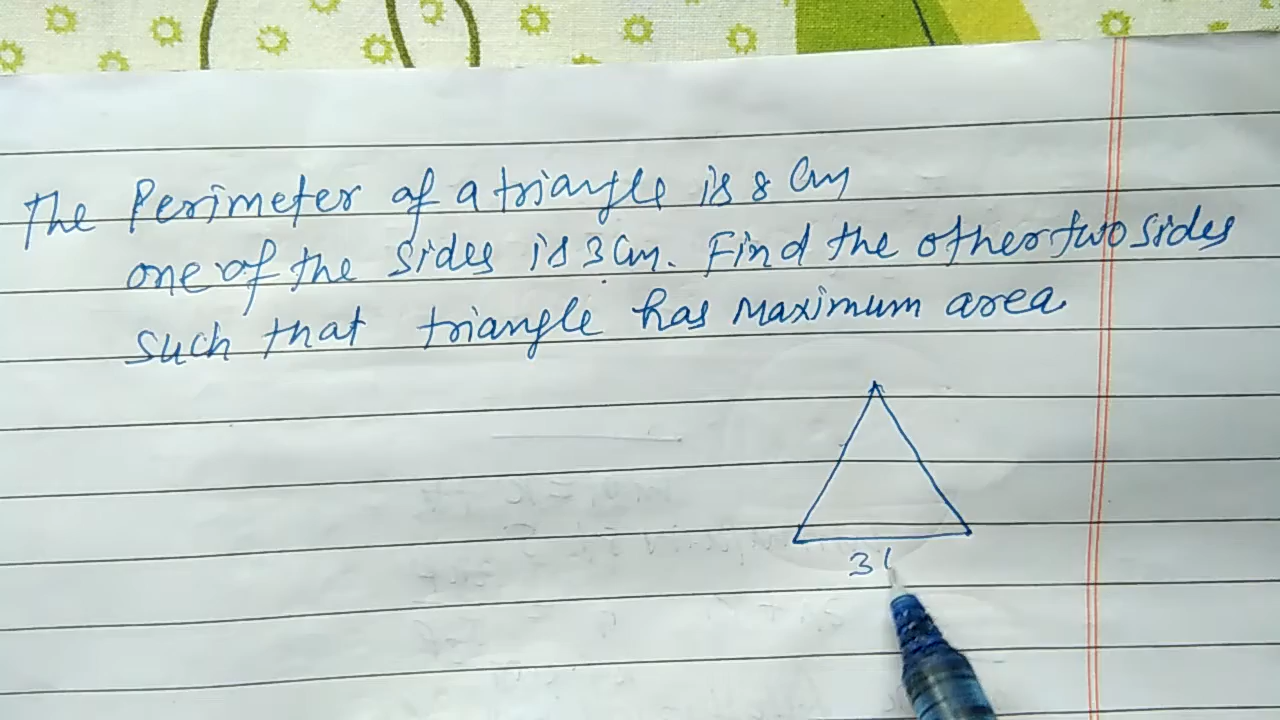 The Perimeter of a triangle is 8 Cm
one of the sides is 3 Cm. Find the other two sides
such that triangle has maximum area
3